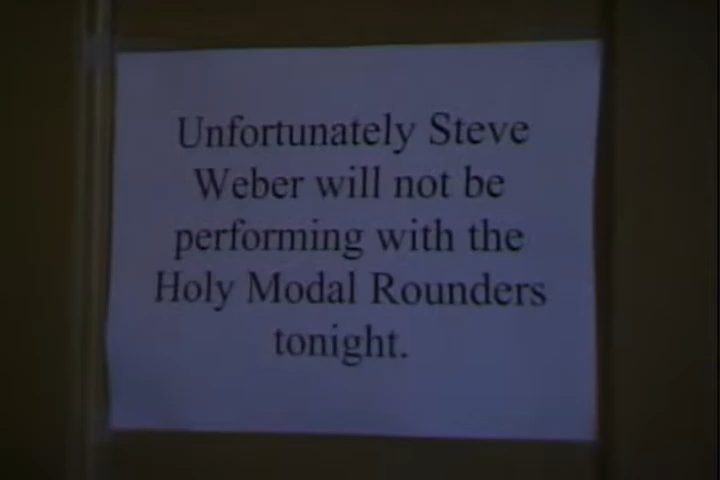 Unfortunately Steve
Weber will not be
performing with the
Holy Modal Rounders
tonight.